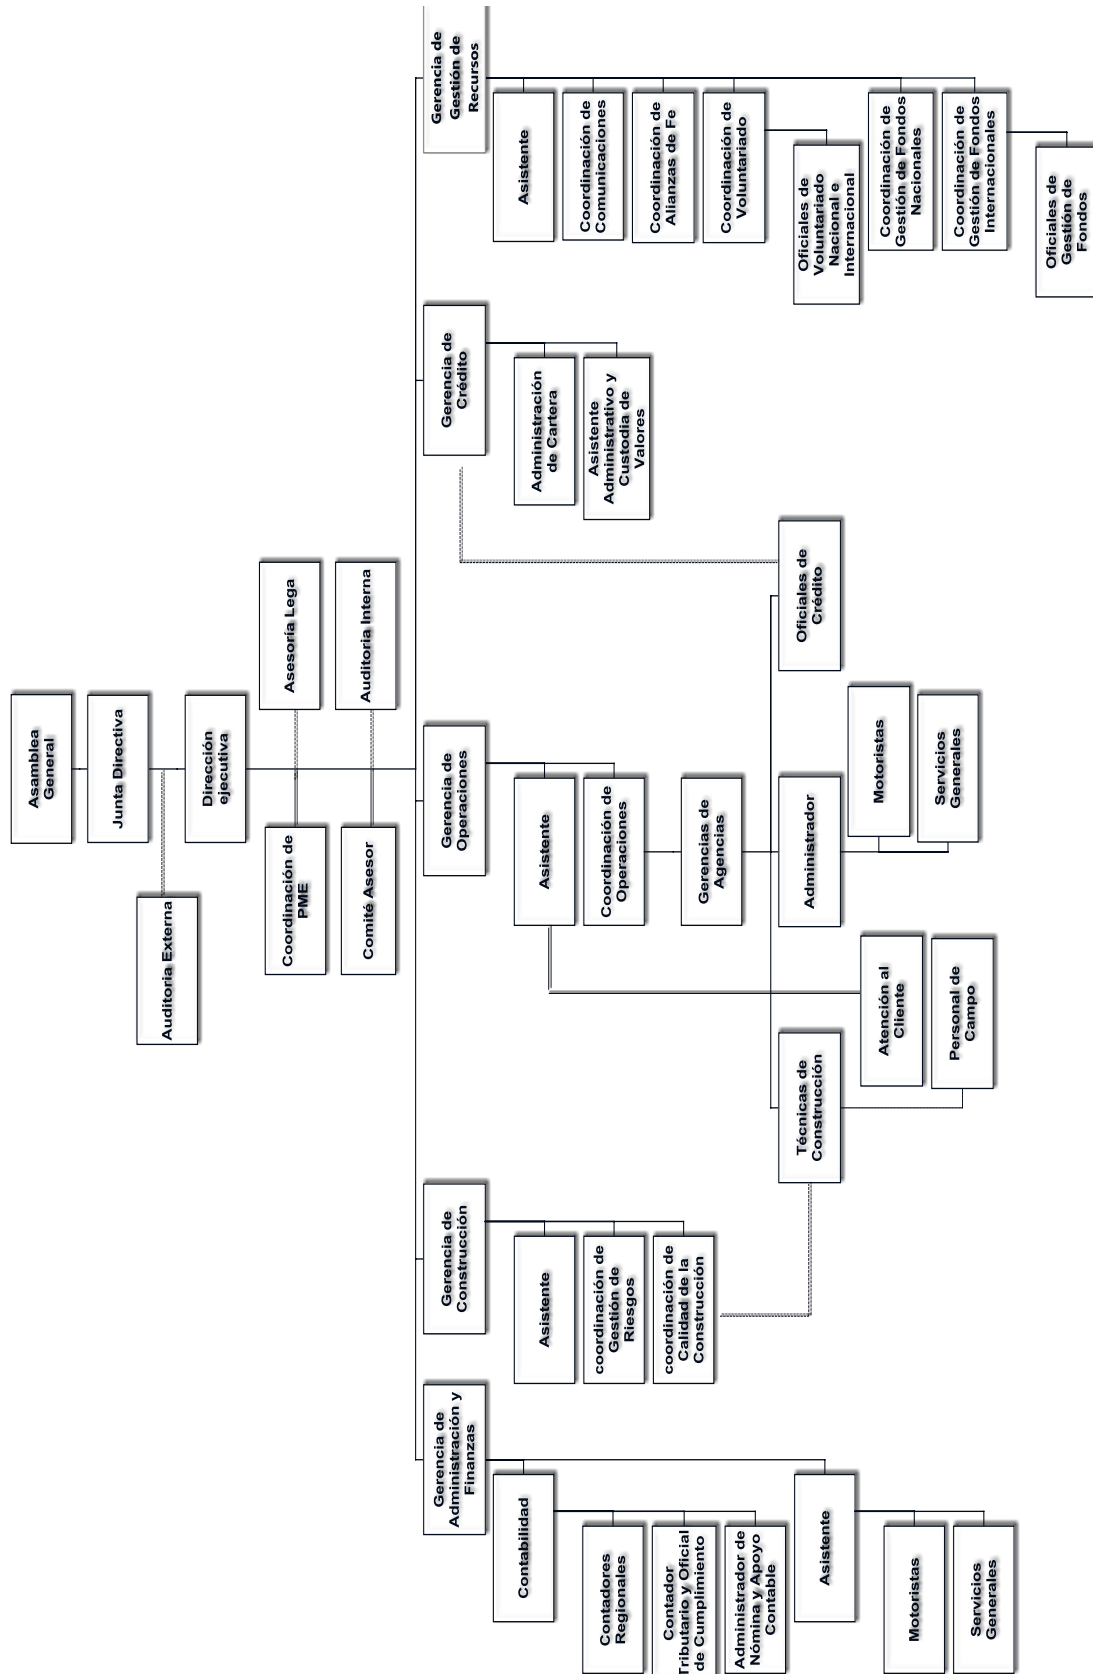 Asamblea
General
Junta Directiva
Auditoria Externa
Dirección
ejecutiva
Coordinación de
PME
Asesoría Lega
Comité Asesor
Auditoria Interna
Gerencia de
Administración y
Finanzas
Contabilidad
Contadores
Regionales
Contador
Tributario y Oficial
de Cumplimiento
Administrador de
Nómina y Apoyo
Contable
Asistente
Motoristas
Servicios
Generales
Gerencia de
Construcción
Asistente
coordinación de
Gestión de
Riesgos
coordinación de
Calidad de la
Construcción
Gerencia de
Operaciones
Asistente
Coordinación de
Operaciones
Gerencias de
Agencias
Técnicas de
Construcción
Atención al
Cliente
Personal de
Campo
Administrador
Motoristas
Servicios
Generales
Oficiales de
Crédito
Gerencia de
Crédito
Administración
de Cartera
Asistente
Administrativo y
Custodia de
Valores
Gerencia de
Gestión de
Recursos
Asistente
Coordinación de
Comunicaciones
Coordinación de
Alianzas de Fe
Coordinación de
Voluntariado
Oficiales de
Voluntariado
Nacional e
Internacional
Coordinación de
Gestión de Fondos
Nacionales
Coordinación de
Gestión de Fondos
Internacionales
Oficiales de
Gestión de
Fondos